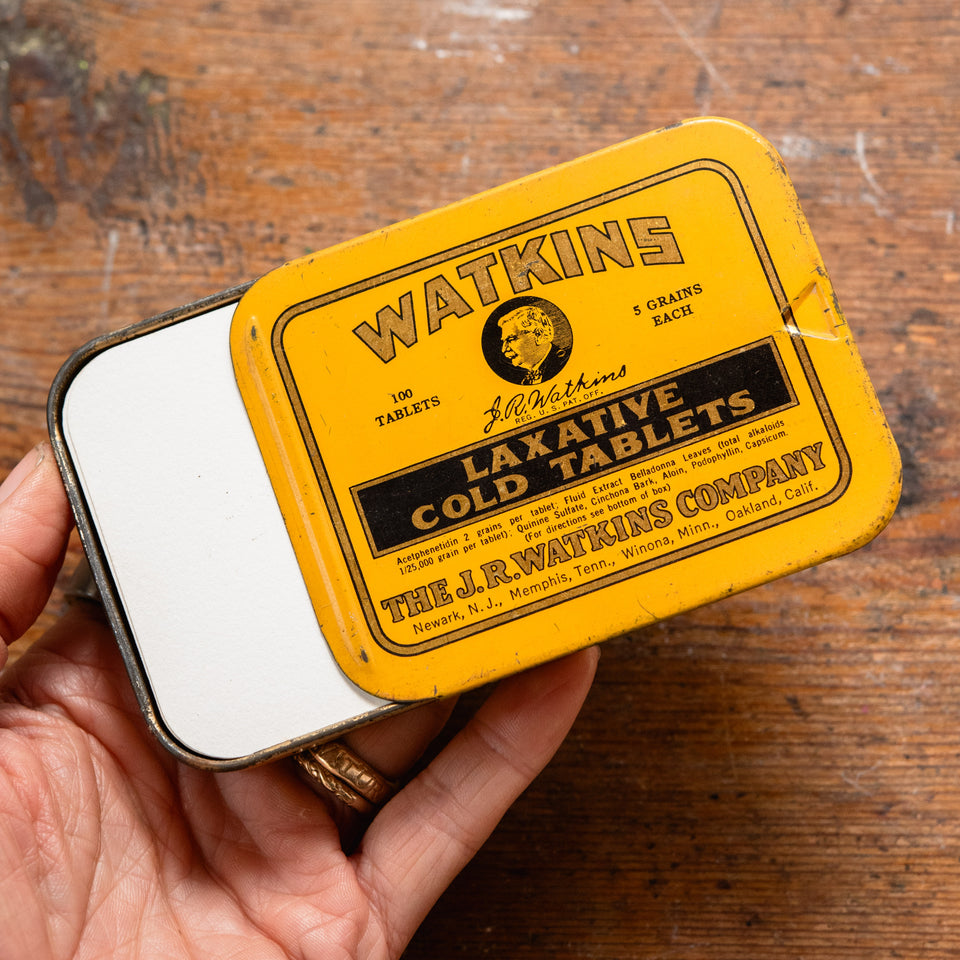 WATKINS
5 GRAINS
EACH
100
TABLETS
J.R.Watkins
REG. U. S. PAT. OFF.
LAXATIVE
COLD TABLETS
Acetphenetidin 2 grains per tablet; Fluid Extract Belladonna Leaves (total alkaloids
1/25,000 grain per tablet): Quinine Sulfate, Cinchona Bark, Aloin, Podophyllin, Capsicum.
(For directions see bottom of box)
THE J.R.WATKINS COMPANY
Newark, N. J., Memphis, Tenn., Winona, Minn., Oakland, Calif.